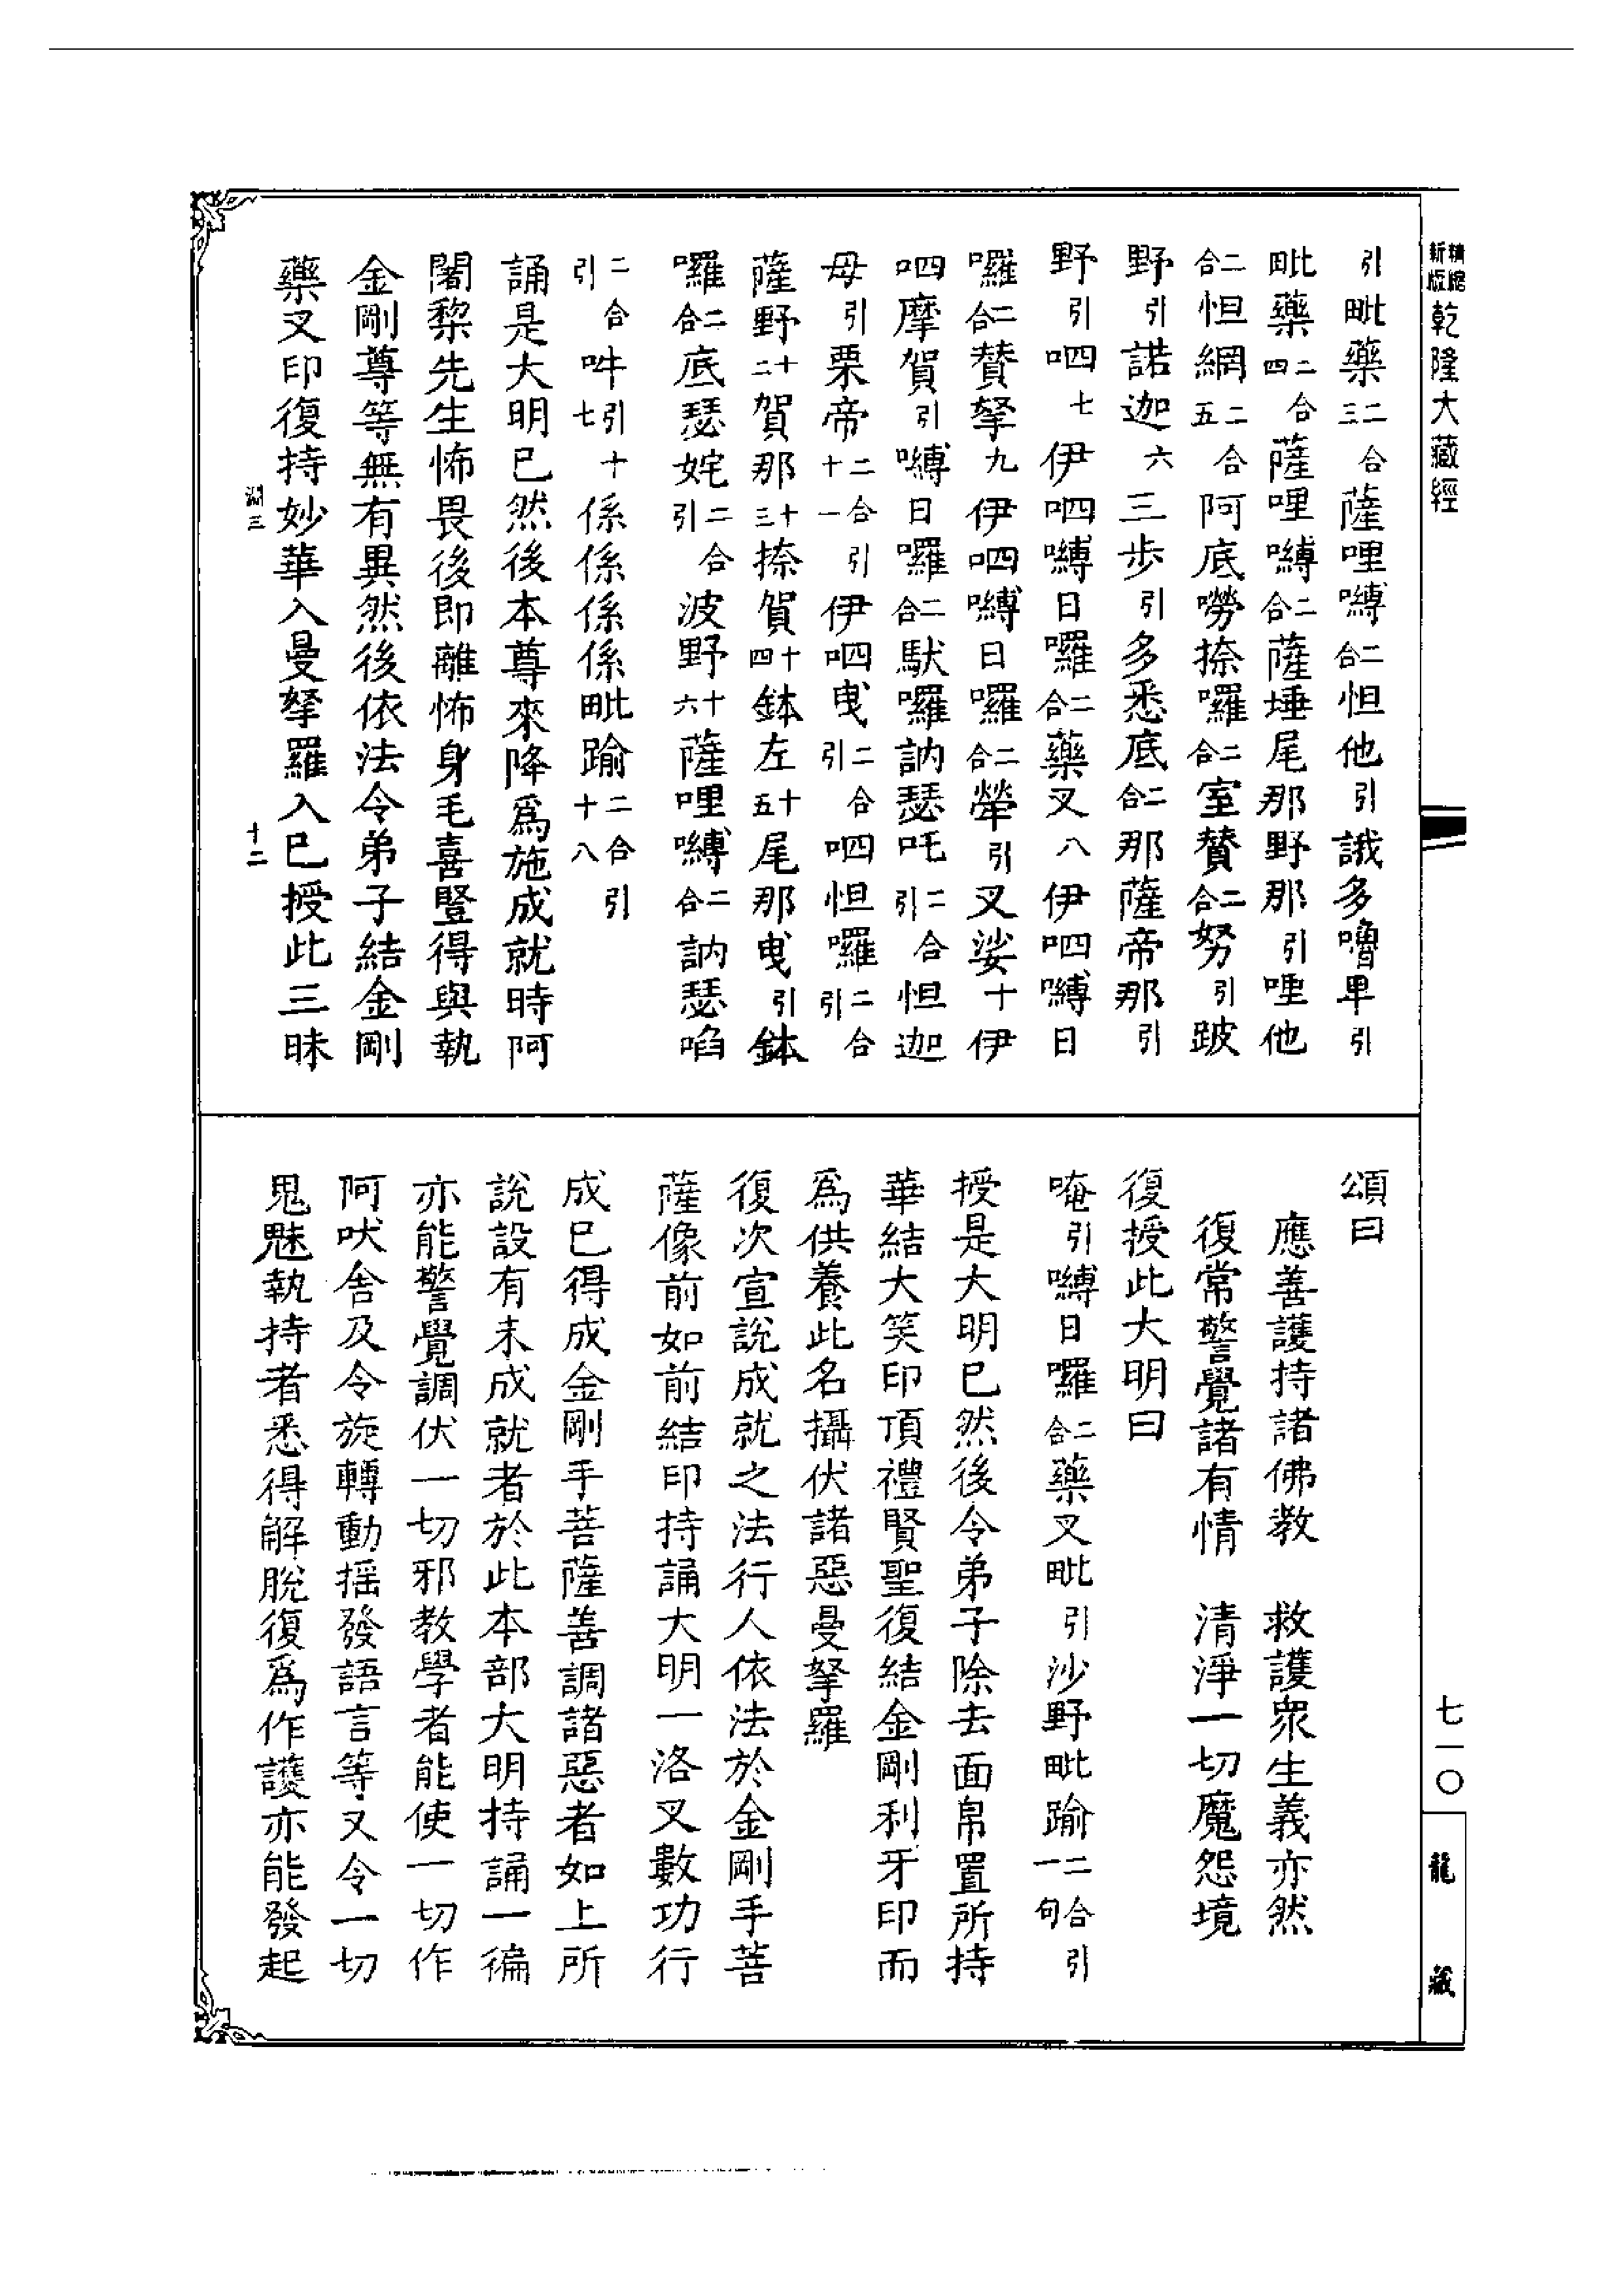 精縮新版 乾隆大藏經
七一〇
龍藏
引毗藥二合三薩哩嚩二合怛他引誐多嚕卑引
毗藥二合四薩哩嚩二合薩埵尾那野那引哩他
二合怛網二合五阿底嘮捺囉二合室贊二合努引跛
野引諾迦六三步引多悉底二合那薩帝那引
野引呬七伊呬嚩日囉二合藥叉八伊呬嚩日
囉二合贊拏九伊呬嚩日囉二合犖引叉娑十伊
呬摩賀引嚩日囉二合馱囉訥瑟吒二合引怛迦
母引栗帝二合十一引伊呬曳二合引呬怛囉二合引
薩野十二賀那十三捺賀十四鉢左十五尾那曳引鉢
囉二合底瑟姹二合引波野十六薩哩嚩二合訥瑟啗
二合引吽引十七係係係係毗踰二合十八引
誦是大明已然後本尊來降爲施成就時阿
闍黎先生怖畏後即離怖身毛喜豎得與執
金剛尊等無有異然後依法令弟子結金剛
藥叉印復持妙華入曼拏羅入已授此三昧
淵三 十二
頌曰
應善護持諸佛教　救護衆生義亦然
復常警覺諸有情　清淨一切魔怨境
復授此大明曰
唵引嚩日囉二合藥叉毗引沙野毗踰二合一句引
授是大明已然後令弟子除去面帛置所持
華結大笑印頂禮賢聖復結金剛利牙印而
爲供養此名攝伏諸惡曼拏羅
復次宣說成就之法行人依法於金剛手菩
薩像前如前結印持誦大明一洛叉數功行
成已得成金剛手菩薩善調諸惡者如上所
說設有未成就者於此本部大明持誦一徧
亦能警覺調伏一切邪教學者能使一切作
阿吠舍及令旋轉動摇發語言等又令一切
鬼魅執持者悉得解脫復爲作護亦能發起